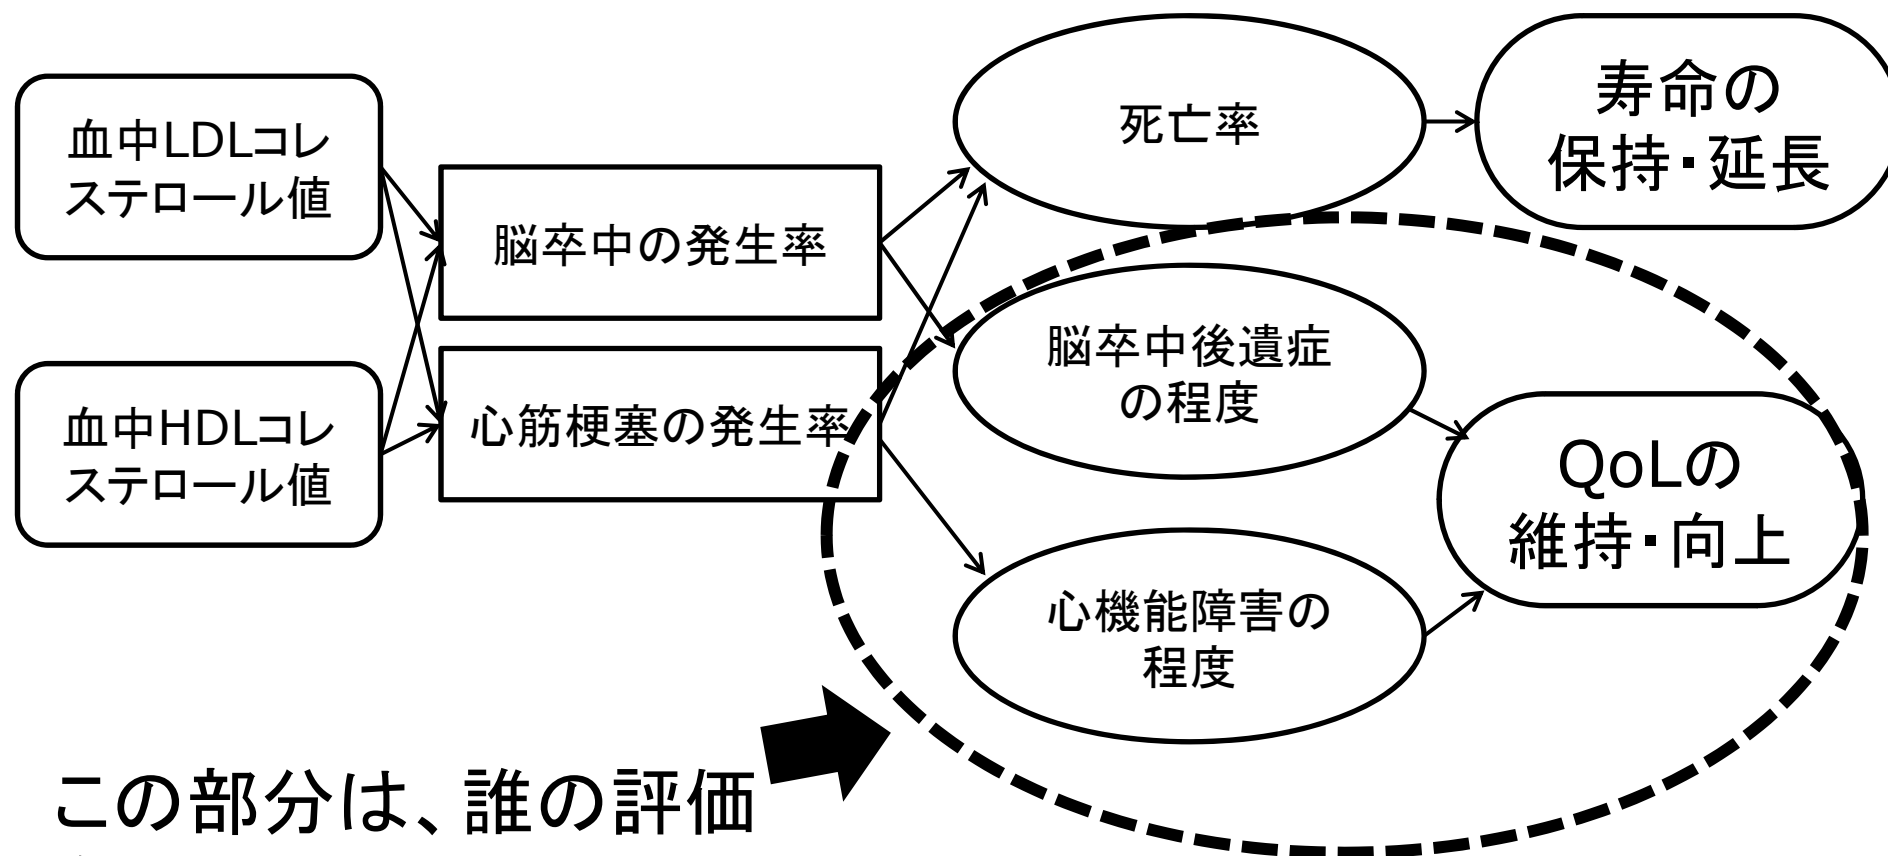 血中LDLコレ
ステロール値
血中HDLコレ
ステロール値
脳卒中の発生率
心筋梗塞の発生率
死亡率
脳卒中後遺症
の程度
心機能障害の
程度
寿命の
保持・延長
QoLの
維持・向上
この部分は、誰の評価